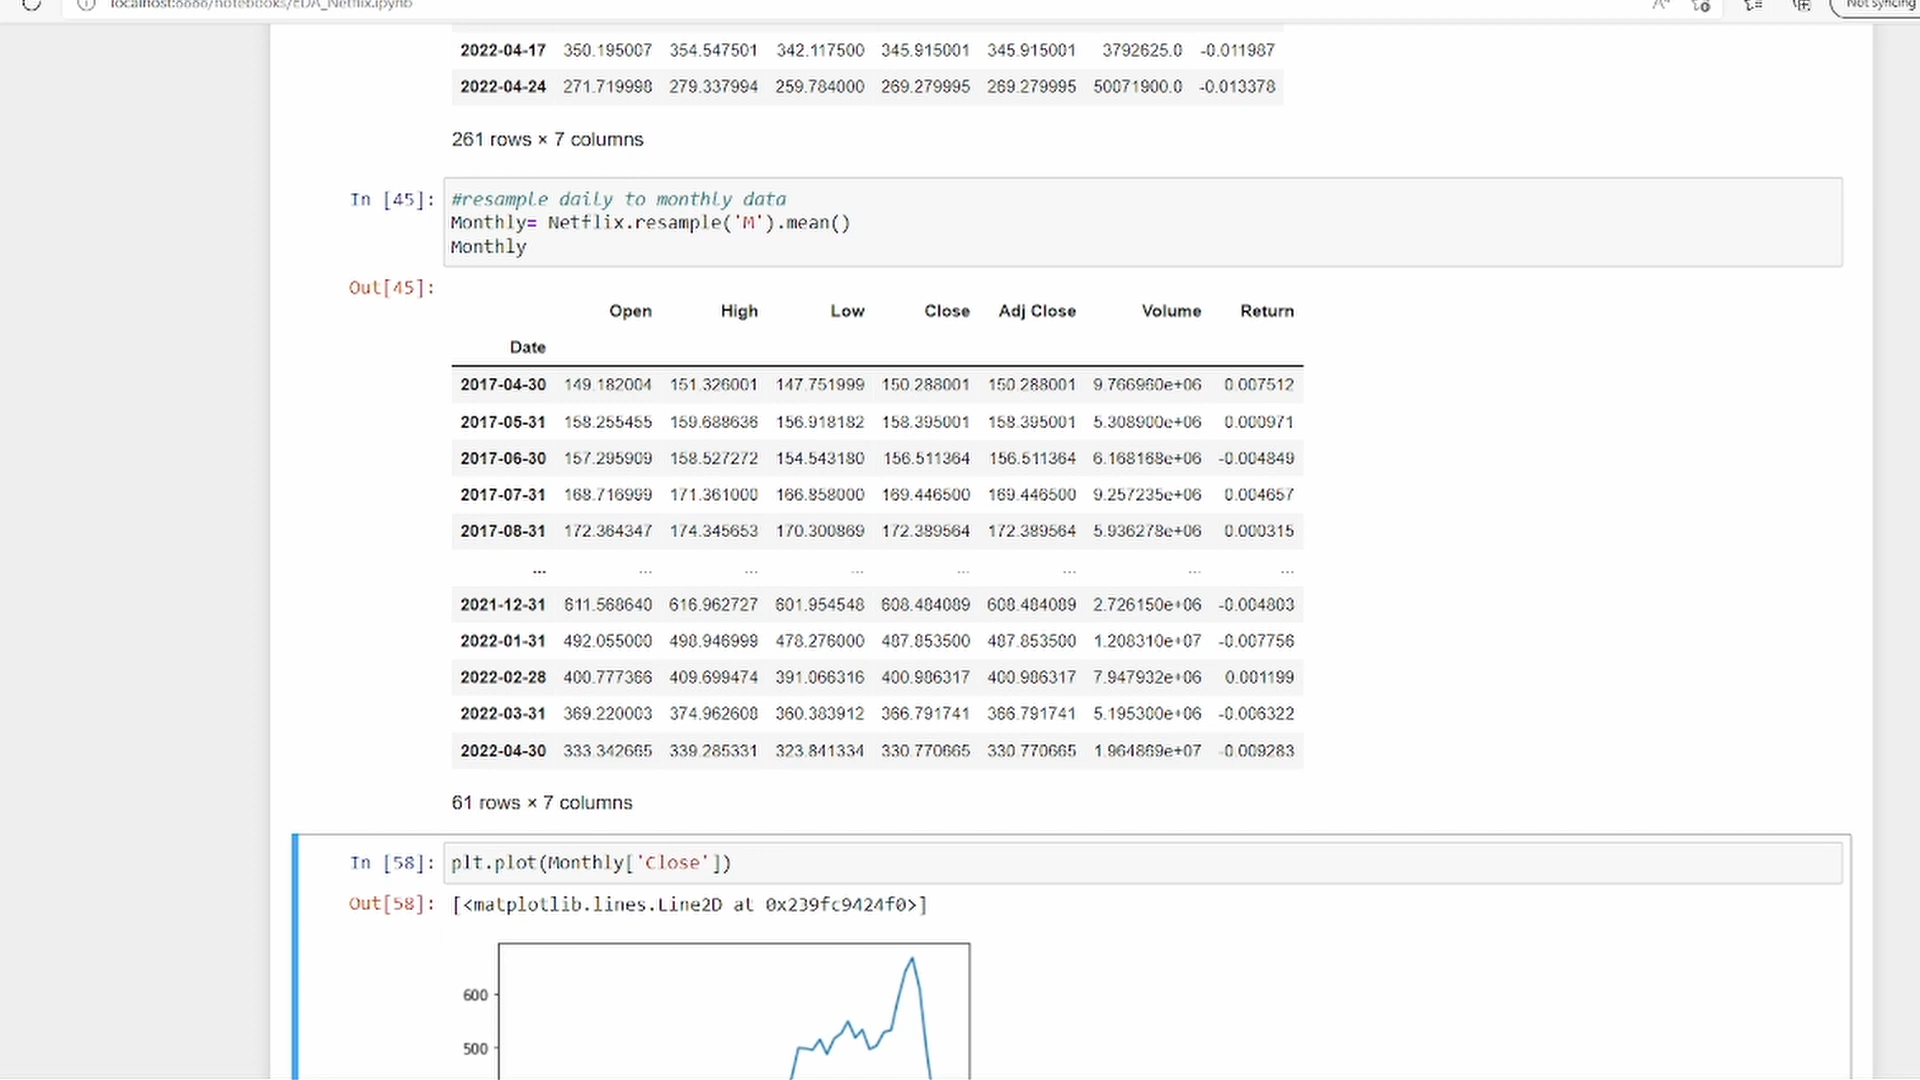 localhost:8888/notebooks/EDA_Netflix.ipynb
Not syncing
2022-04-17 350.195007 354.547501 342.117500 345.915001 345.915001 3792625.0 -0.011987
2022-04-24 271.719998 279.337994 259.784000 269.279995 269.279995 50071900.0 -0.013378
261 rows × 7 columns
In [45]: #resample daily to monthly data
Monthly= Netflix.resample('M').mean()
Monthly
Out[45]:
Open High Low Close Adj Close Volume Return
Date
2017-04-30 149.182004 151.326001 147.751999 150.288001 150.288001 9.766960e+06 0.007512
2017-05-31 158.255455 159.688636 156.918182 158.395001 158.395001 5.308900e+06 0.000971
2017-06-30 157.295909 158.527272 154.543180 156.511364 156.511364 6.168168e+06 -0.004849
2017-07-31 168.716999 171.361000 166.858000 169.446500 169.446500 9.257235e+06 0.004657
2017-08-31 172.364347 174.345653 170.300869 172.389564 172.389564 5.936278e+06 0.000315
... ... ... ... ... ... ... ...
2021-12-31 611.568640 616.962727 601.954548 608.484089 608.484089 2.726150e+06 -0.004803
2022-01-31 492.055000 498.946999 478.276000 487.853500 487.853500 1.208310e+07 -0.007756
2022-02-28 400.777366 409.699474 391.066316 400.986317 400.986317 7.947932e+06 0.001199
2022-03-31 369.220003 374.962608 360.383912 366.791741 366.791741 5.195300e+06 -0.006322
2022-04-30 333.342665 339.285331 323.841334 330.770665 330.770665 1.964869e+07 -0.009283
61 rows × 7 columns
In [58]: plt.plot(Monthly['Close'])
Out[58]: [<matplotlib.lines.Line2D at 0x239fc9424f0>]
600
500